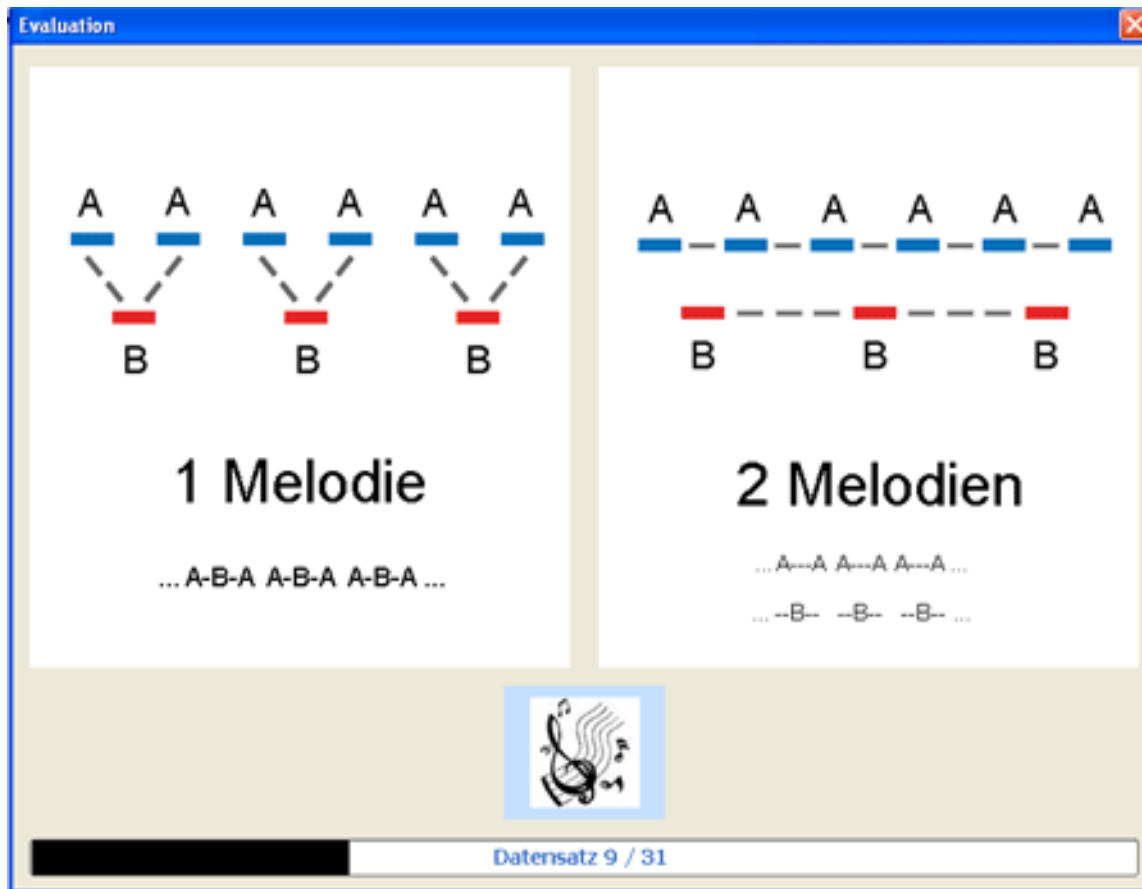 Evaluation
A A A A A A
B B B
1 Melodie
... A-B-A A-B-A A-B-A ...
A A A A A A
B B B
2 Melodien
... A---A A---A A---A ...
... --B-- --B-- --B-- ...
Datensatz 9 / 31